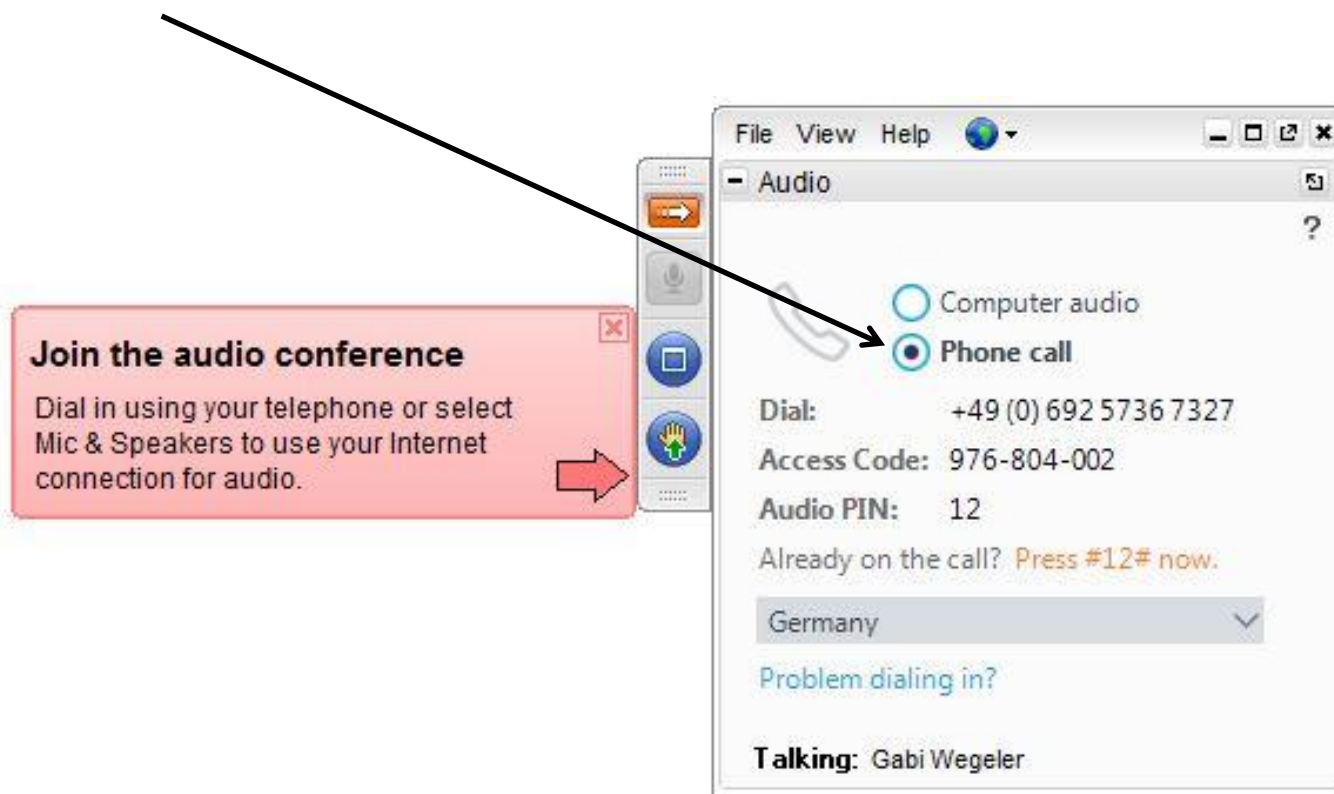 File View Help
Audio
?
Computer audio
Phone call
Join the audio conference
Dial in using your telephone or select
Mic & Speakers to use your Internet
connection for audio.
Dial: +49 (0) 692 5736 7327
Access Code: 976-804-002
Audio PIN: 12
Already on the call? Press #12# now.
Germany
Problem dialing in?
Talking: Gabi Wegeler